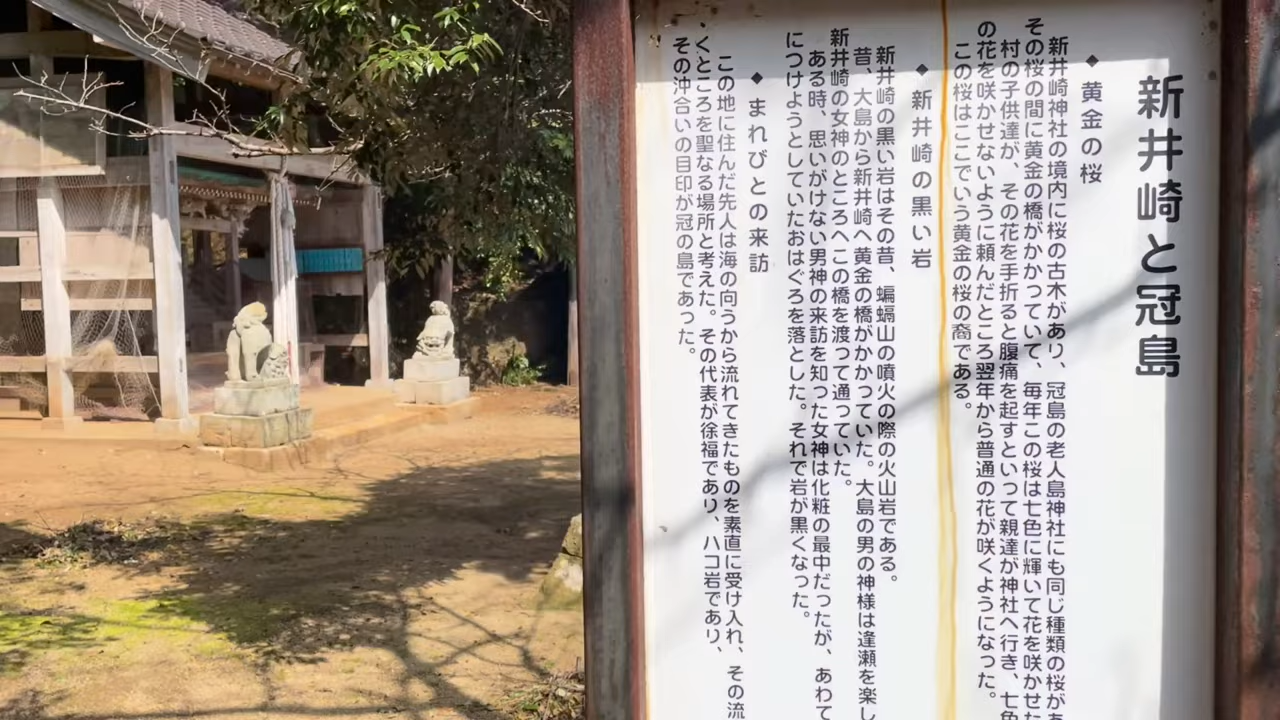 新井崎と冠島
◆ 黄金の桜
新井崎神社の境内に桜の古木があり、冠島の老人島神社にも同じ種類の桜があ
その桜の間に黄金の橋がかかっていて、毎年この桜は七色に輝いて花を咲かせた
村の子供達が、その花を手折ると腹痛を起すといって親達が神社へ行き、七色
の花を咲かせないように頼んだところ翌年から普通の花が咲くようになった。
この桜はここでいう黄金の桜の裔である。
◆ 新井崎の黒い岩
新井崎の黒い岩はその昔、蝙蝠山の噴火の際の火山岩である。
昔、大島から新井崎へ黄金の橋がかかっていた。大島の男の神様は逢瀬を楽し
新井崎の女神のところへこの橋を渡って通っていた。
ある時、思いがけない男神の来訪を知った女神は化粧の最中だったが、あわて
につけようとしていたおはぐろを落とした。それで岩が黒くなった。
◆ まれびとの来訪
この地に住んだ先人は海の向うから流れてきたものを素直に受け入れ、その流
くところを聖なる場所と考えた。その代表が徐福であり、ハコ岩であり、
その沖合いの目印が冠の島であった。